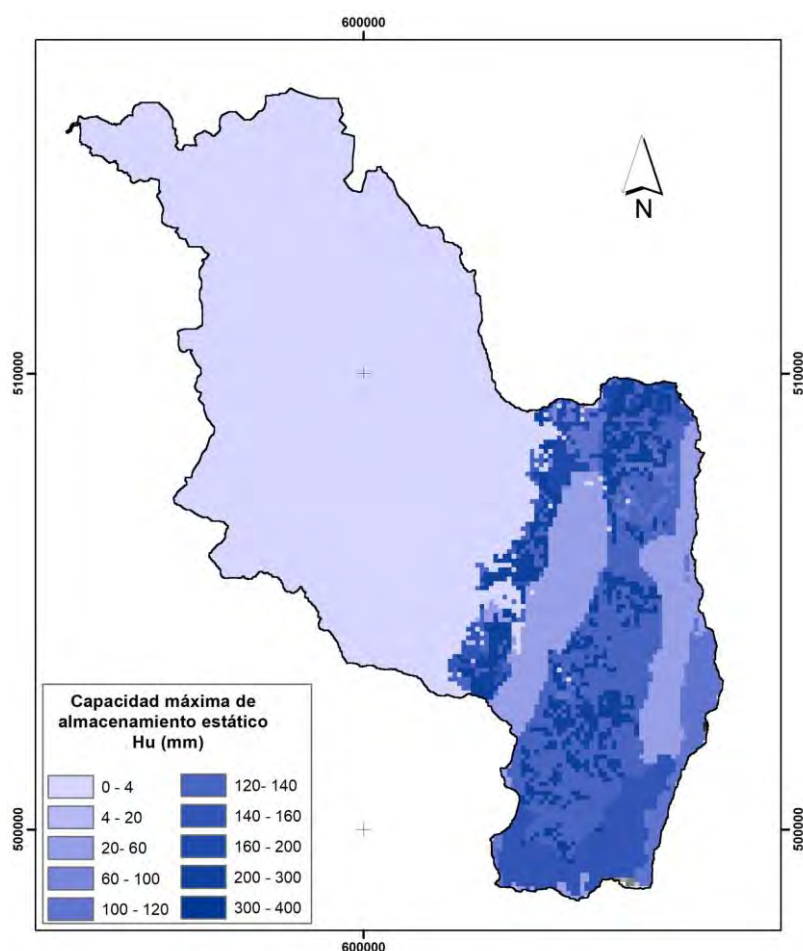 600000
N
510000
510000
Capacidad máxima de
almacenamiento estático
Hu (mm)
0 - 4
4 - 20
20- 60
60 - 100
100 - 120
120- 140
140 - 160
160 - 200
200 - 300
300 - 400
500000
500000
600000